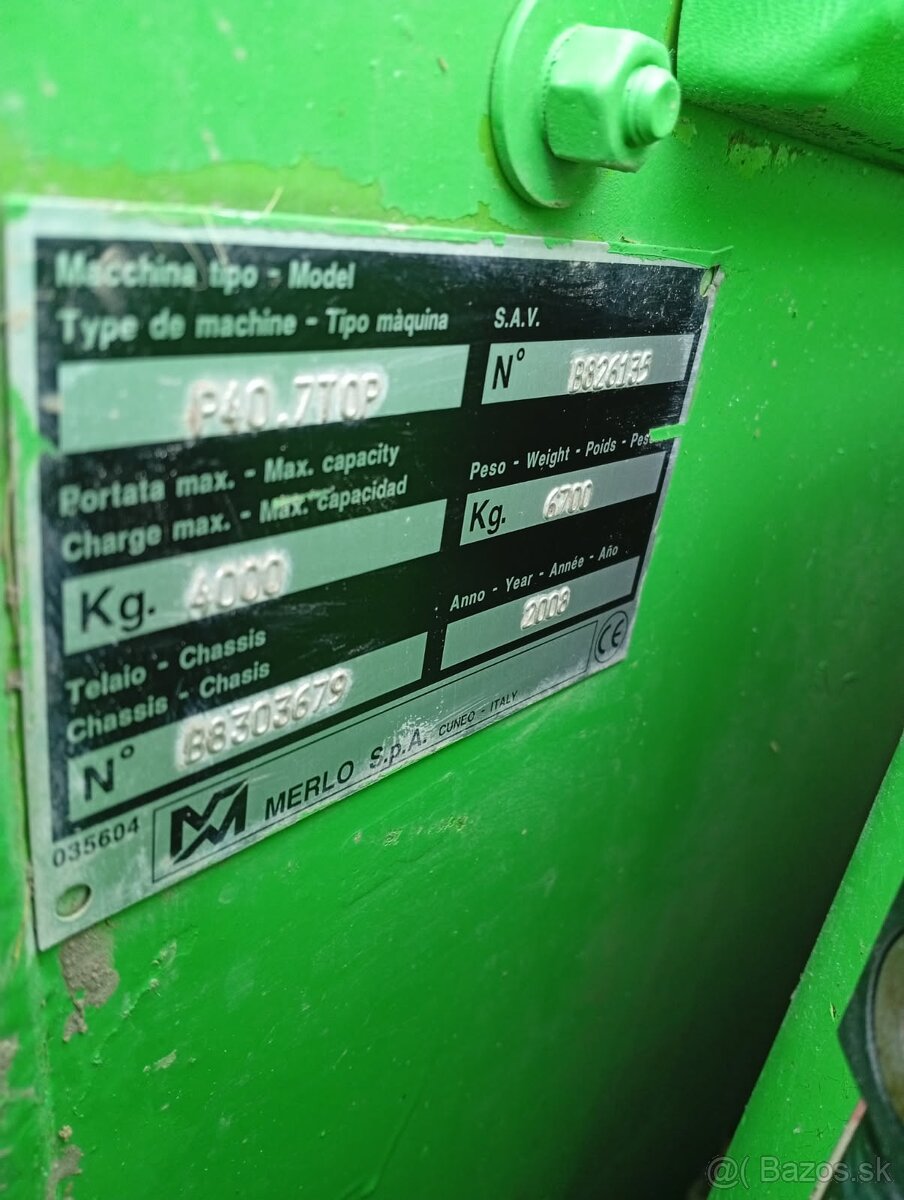 Macchina tipo - Model
Type de machine - Tipo màquina
P40.7TOP
S.A.V.
N° B826135
Portata max. - Max. capacity
Charge max. - Max. capacidad
Kg. 4000
Peso - Weight - Poids - Peso
Kg. 6700
Anno - Year - Année - Año
2008
Telaio - Chassis
Chassis - Chasis
N° B8303679
CE
035604
MERLO S.p.A. CUNEO - ITALY
@( Bazos.sk